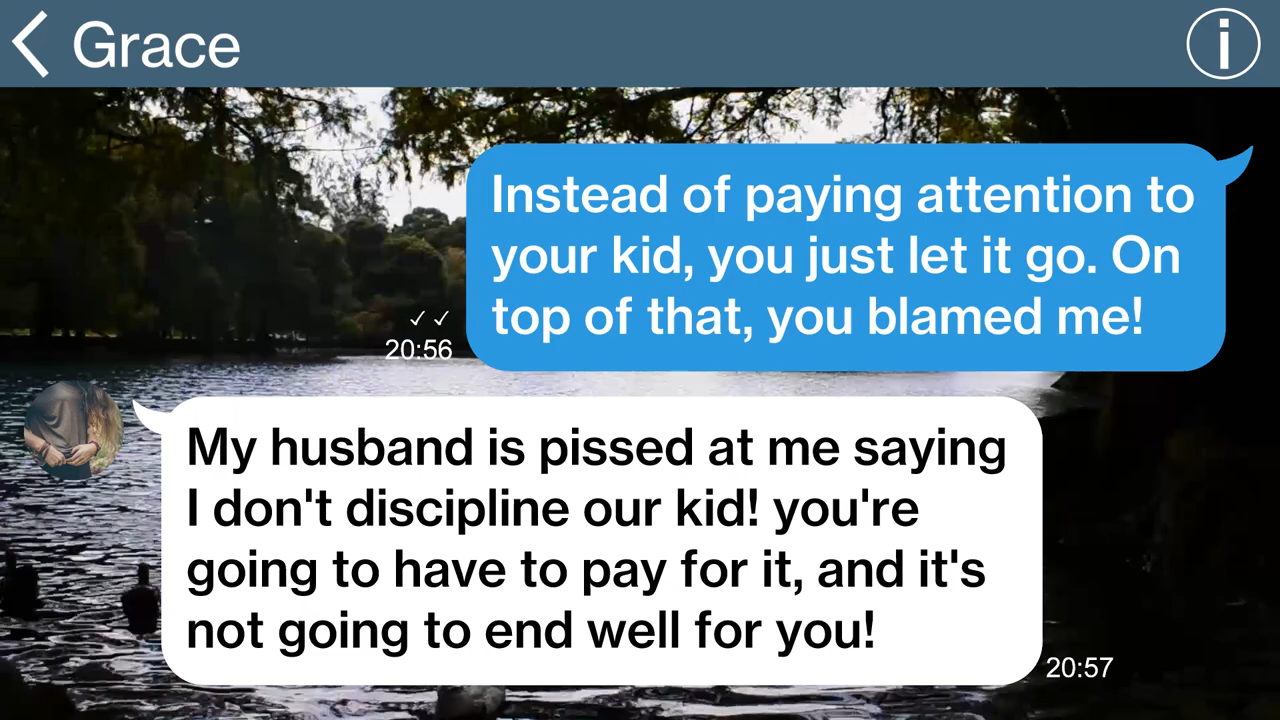 Grace
Instead of paying attention to
your kid, you just let it go. On
top of that, you blamed me!
✓✓
20:56
My husband is pissed at me saying
I don't discipline our kid! you're
going to have to pay for it, and it's
not going to end well for you!
20:57